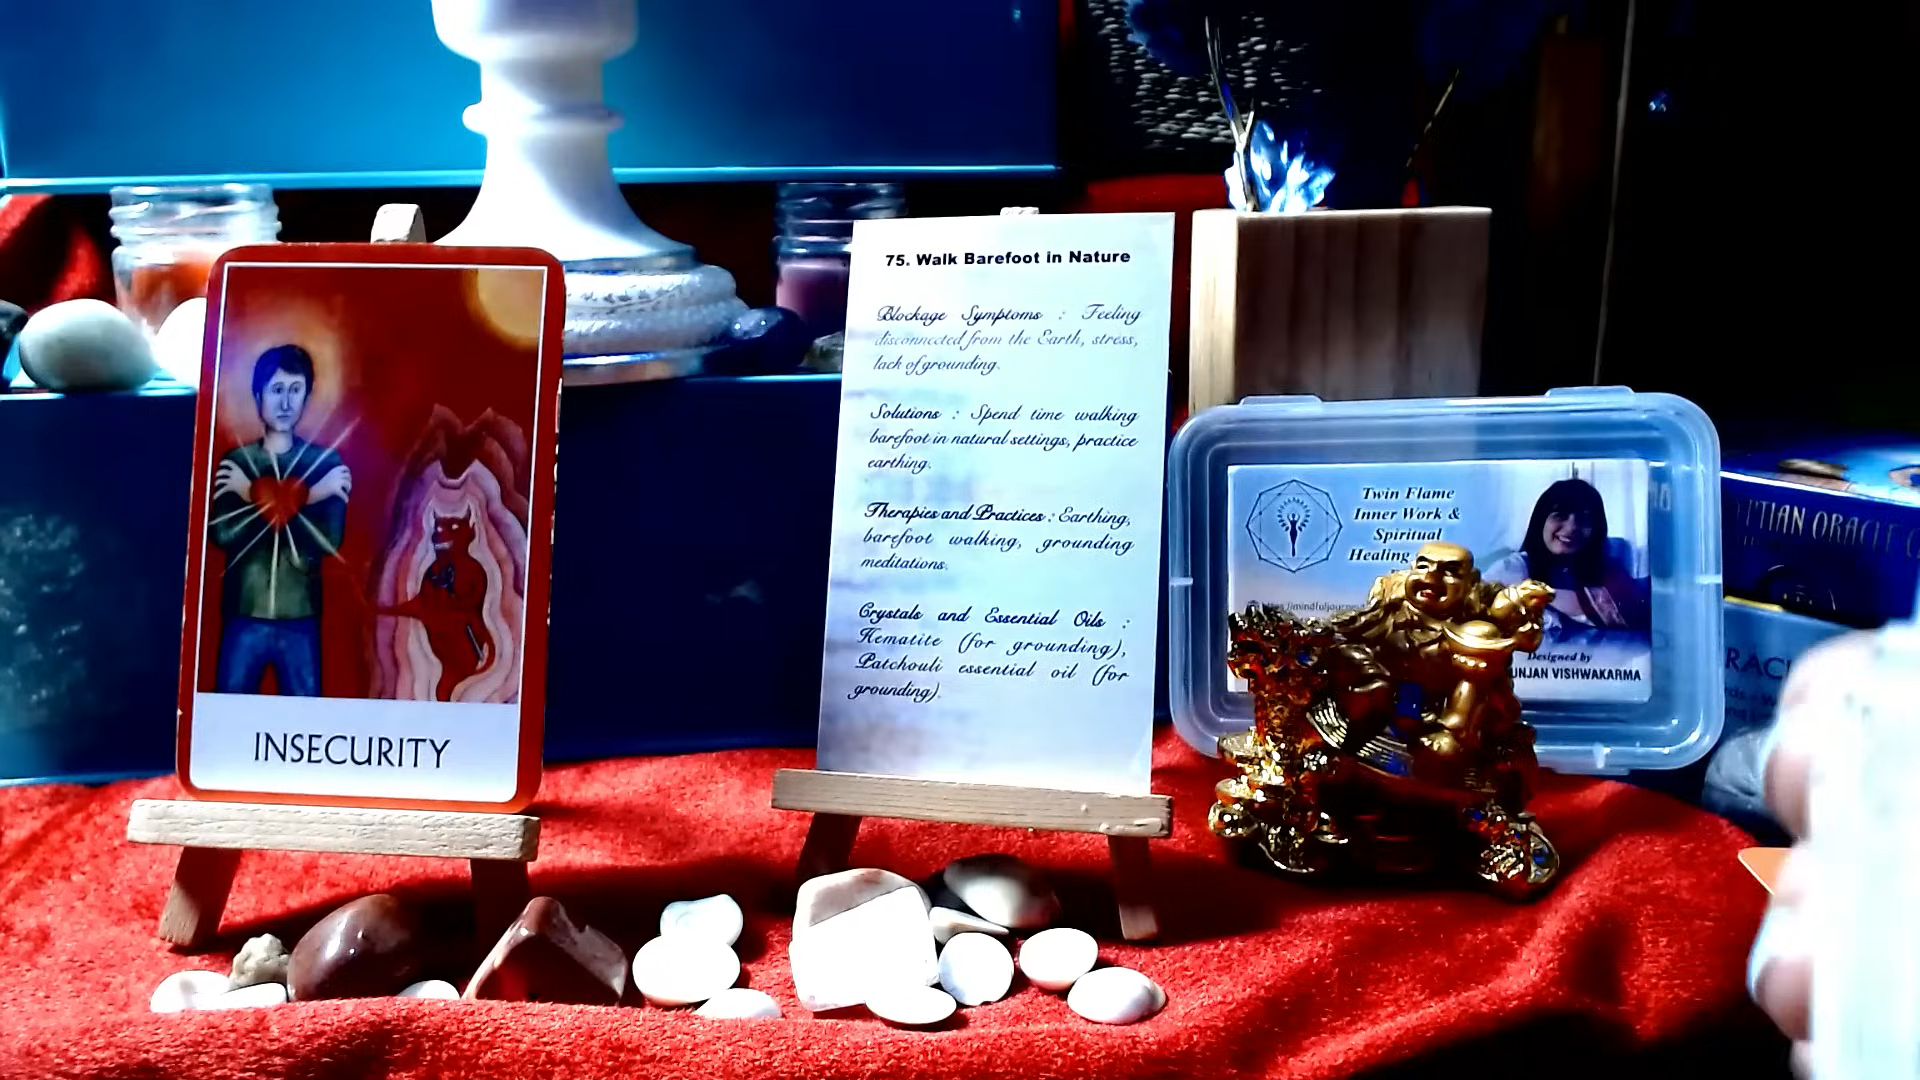 INSECURITY
75. Walk Barefoot in Nature
Blockage Symptoms : Feeling
disconnected from the Earth, stress,
lack of grounding.
Solutions : Spend time walking
barefoot in natural settings, practice
earthing.
Therapies and Practices : Earthing,
barefoot walking, grounding
meditations.
Crystals and Essential Oils :
Hematite (for grounding),
Patchouli essential oil (for
grounding).
Twin Flame
Inner Work &
Spiritual
Healing
Designed by
UNJAN VISHWAKARMA
PTIAN ORACLE C
RACL